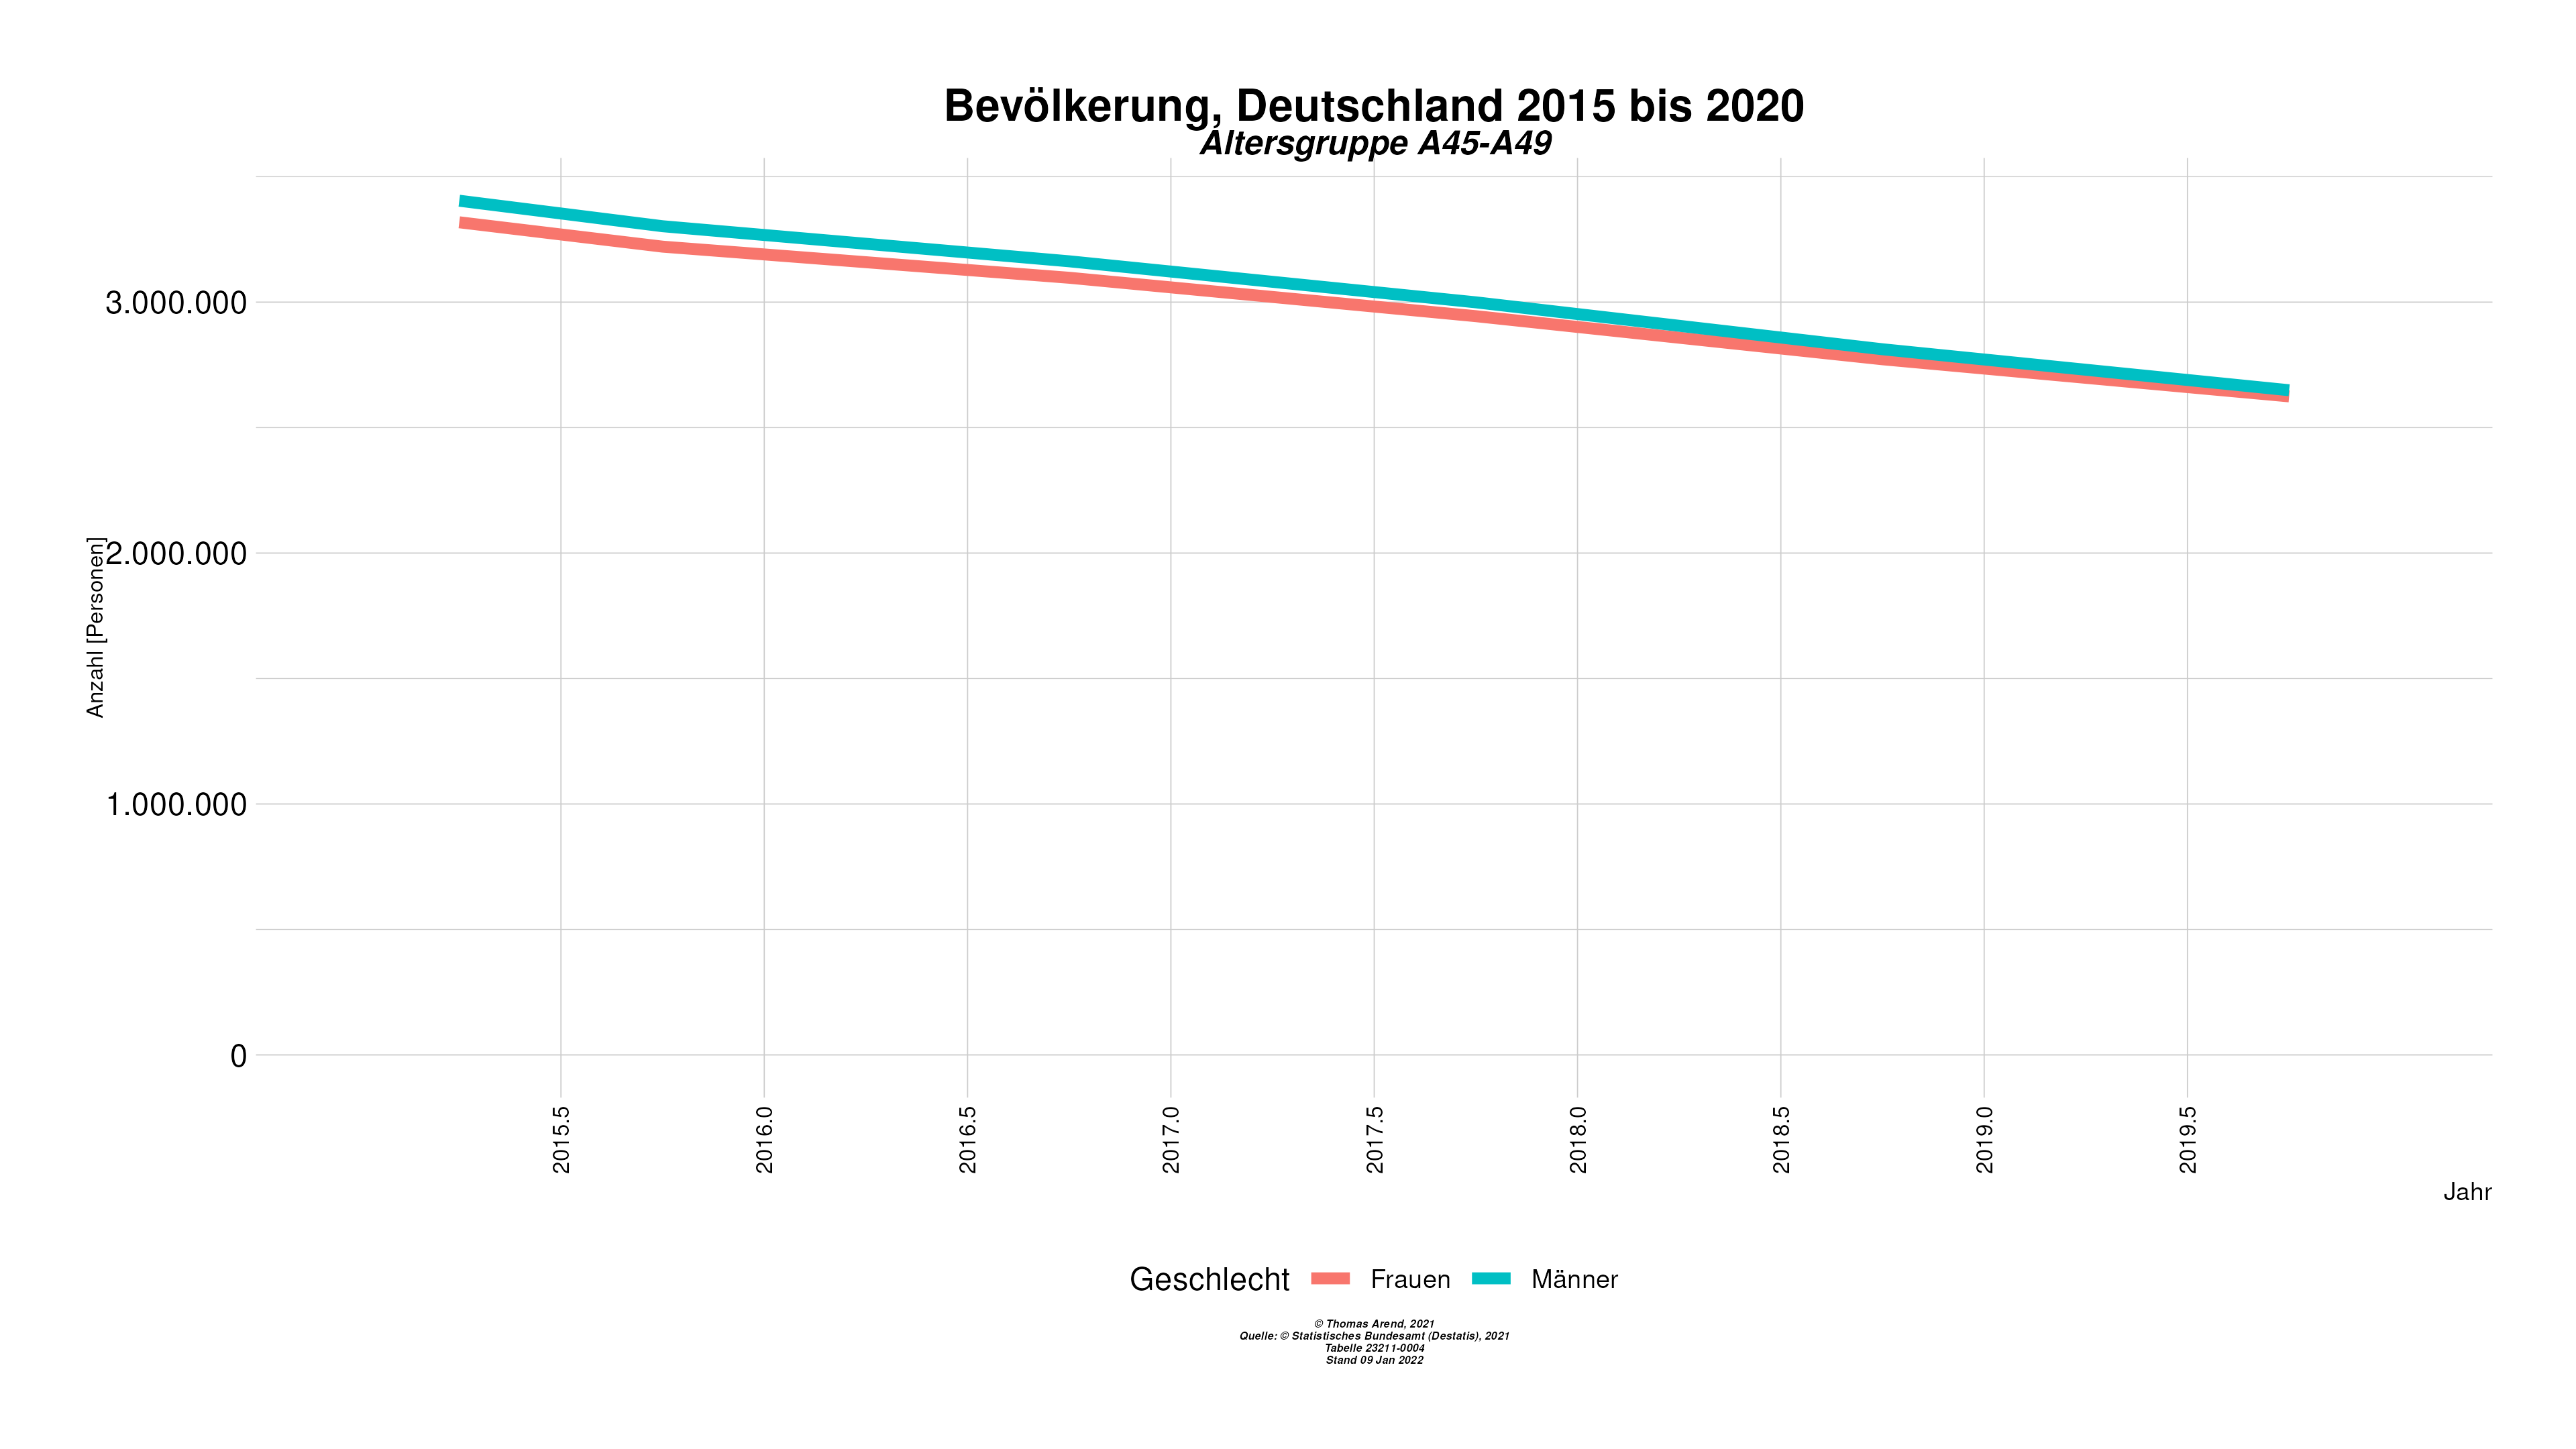 Bevölkerung, Deutschland 2015 bis 2020
Altersgruppe A45-A49
Anzahl [Personen]
3.000.000
2.000.000
1.000.000
0
2015.5
2016.0
2016.5
2017.0
2017.5
2018.0
2018.5
2019.0
2019.5
Jahr
Geschlecht Frauen Männer
© Thomas Arend, 2021
Quelle: © Statistisches Bundesamt (Destatis), 2021
Tabelle 23211-0004
Stand 09 Jan 2022